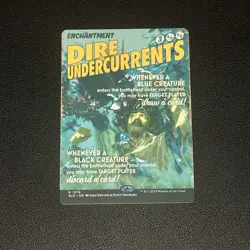 ENCHANTMENT
DIRE
UNDERCURRENTS
WHENEVER A
BLUE CREATURE
enters the battlefield under your control,
you may have TARGET PLAYER
draw a card!
WHENEVER A
BLACK CREATURE
enters the battlefield under your control,
you may have TARGET PLAYER
discard a card!